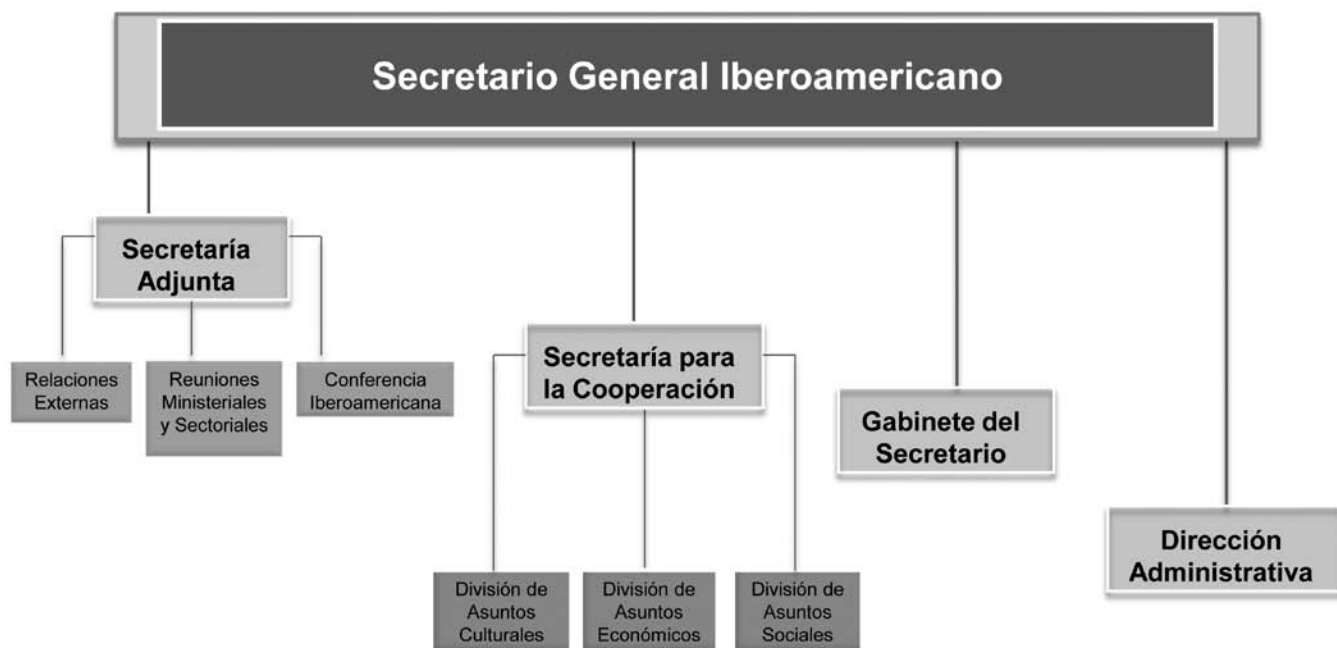 Secretario General Iberoamericano
Secretaría
Adjunta
Relaciones
Externas
Reuniones
Ministeriales
y Sectoriales
Conferencia
Iberoamericana
Secretaría para
la Cooperación
División de
Asuntos
Culturales
División de
Asuntos
Económicos
División de
Asuntos
Sociales
Gabinete del
Secretario
Dirección
Administrativa